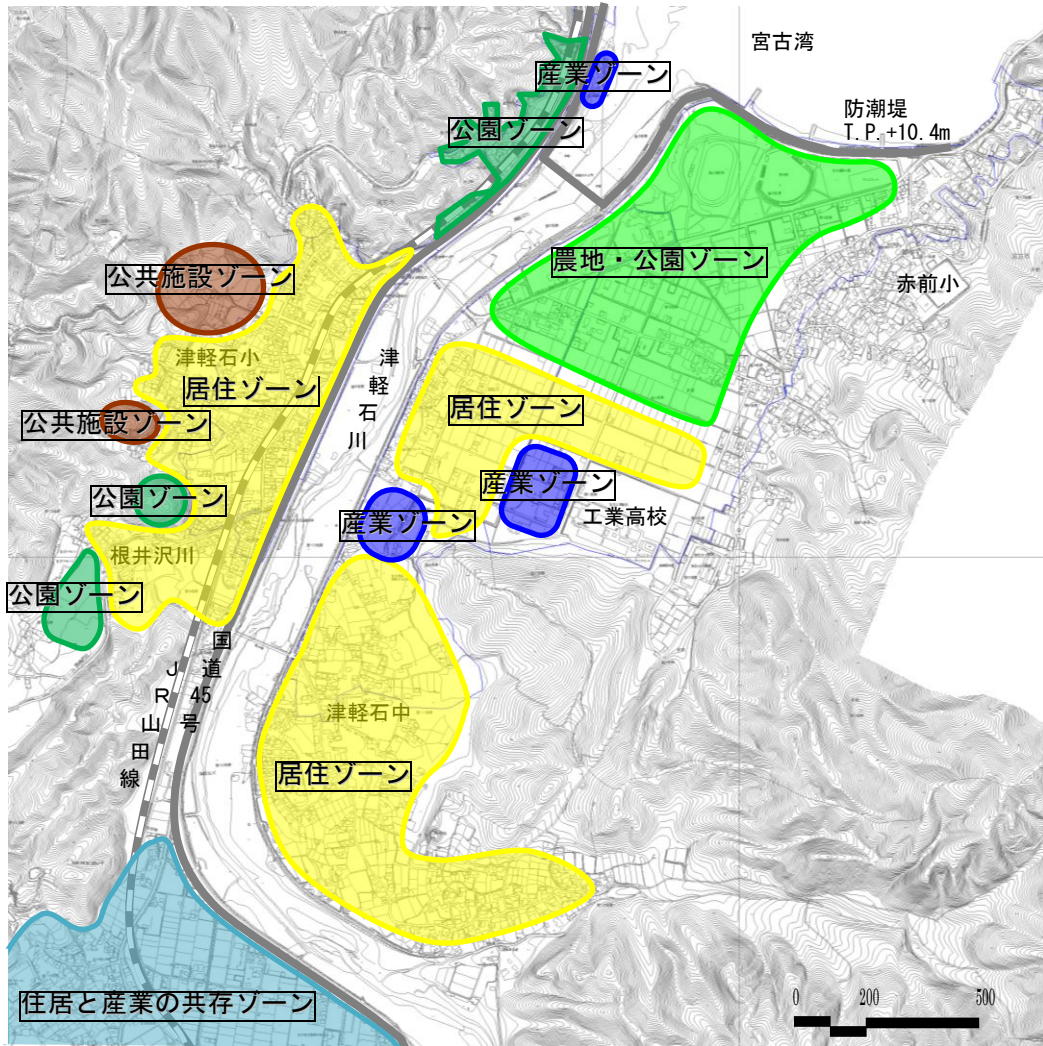 宮古湾
産業ゾーン
防潮堤
T.P.+10.4m
公園ゾーン
農地・公園ゾーン
公共施設ゾーン
赤前小
津軽石小
津軽石川
居住ゾーン
居住ゾーン
公共施設ゾーン
産業ゾーン
公園ゾーン
産業ゾーン
工業高校
根井沢川
公園ゾーン
国道45号
JR山田線
津軽石中
居住ゾーン
住居と産業の共存ゾーン
0 200 500